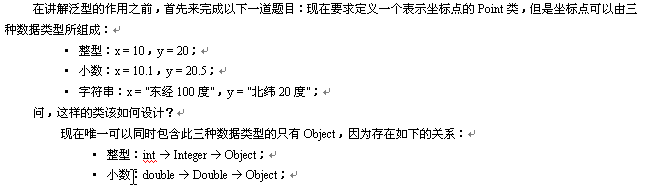 在讲解泛型的作用之前，首先来完成以下一道题目：现在要求定义一个表示坐标点的 Point 类，但是坐标点可以由三
种数据类型所组成：
• 整型：x = 10，y = 20；
• 小数：x = 10.1，y = 20.5；
• 字符串：x = "东经 100 度"，y = "北纬 20 度"；
问，这样的类该如何设计？
现在唯一可以同时包含此三种数据类型的只有 Object，因为存在如下的关系：
• 整型：int → Integer → Object；
• 小数：double → Double → Object；